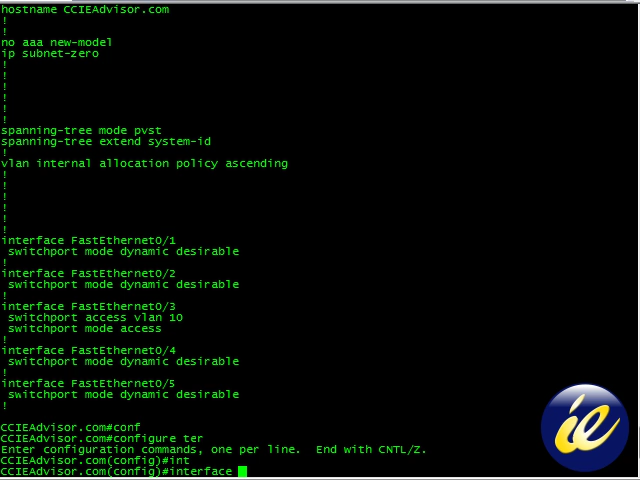 hostname CCIEAdvisor.com
!
!
no aaa new-model
ip subnet-zero
!
!
!
!
!
!
spanning-tree mode pvst
spanning-tree extend system-id
!
vlan internal allocation policy ascending
!
!
!
!
!
!
interface FastEthernet0/1
 switchport mode dynamic desirable
!
interface FastEthernet0/2
 switchport mode dynamic desirable
!
interface FastEthernet0/3
 switchport access vlan 10
 switchport mode access
!
interface FastEthernet0/4
 switchport mode dynamic desirable
!
interface FastEthernet0/5
 switchport mode dynamic desirable
!
CCIEAdvisor.com#conf
CCIEAdvisor.com#configure ter
Enter configuration commands, one per line.  End with CNTL/Z.
CCIEAdvisor.com(config)#int
CCIEAdvisor.com(config)#interface
ie